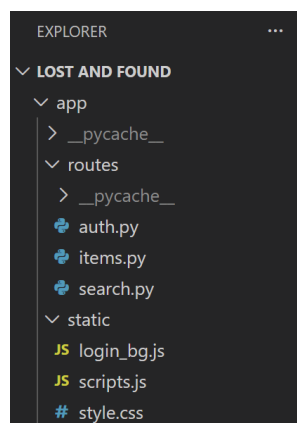 EXPLORER ...
LOST AND FOUND
app
__pycache__
routes
__pycache__
auth.py
items.py
search.py
static
JS login_bg.js
JS scripts.js
# style.css